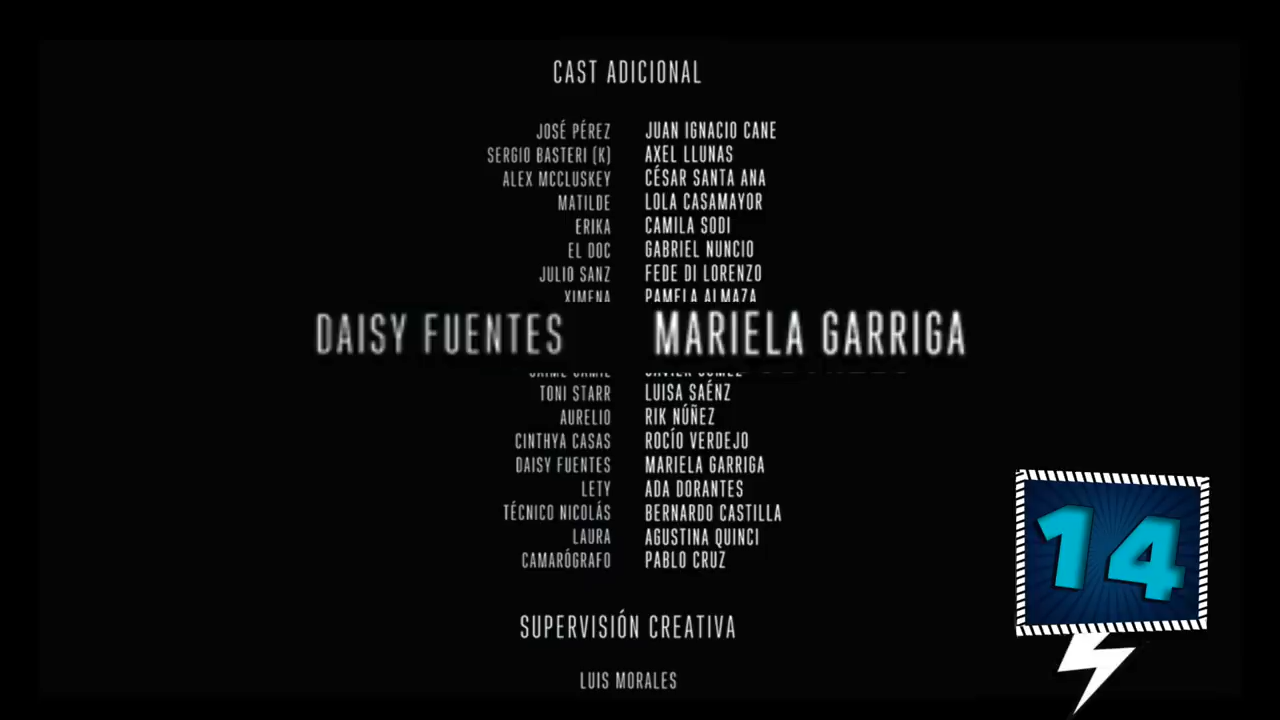 CAST ADICIONAL
JOSÉ PÉREZ JUAN IGNACIO CANE
SERGIO BASTERI (K) AXEL LLUNAS
ALEX MCCLUSKEY CÉSAR SANTA ANA
MATILDE LOLA CASAMAYOR
ERIKA CAMILA SODI
EL DOC GABRIEL NUNCIO
JULIO SANZ FEDE DI LORENZO
XIMENA PAMELA ALMAZA
DAISY FUENTES MARIELA GARRIGA
TONI STARR LUISA SAÉNZ
AURELIO RIK NÚÑEZ
CINTHYA CASAS ROCÍO VERDEJO
DAISY FUENTES MARIELA GARRIGA
LETY ADA DORANTES
TÉCNICO NICOLÁS BERNARDO CASTILLA
LAURA AGUSTINA QUINCI
CAMARÓGRAFO PABLO CRUZ
SUPERVISIÓN CREATIVA
LUIS MORALES
14